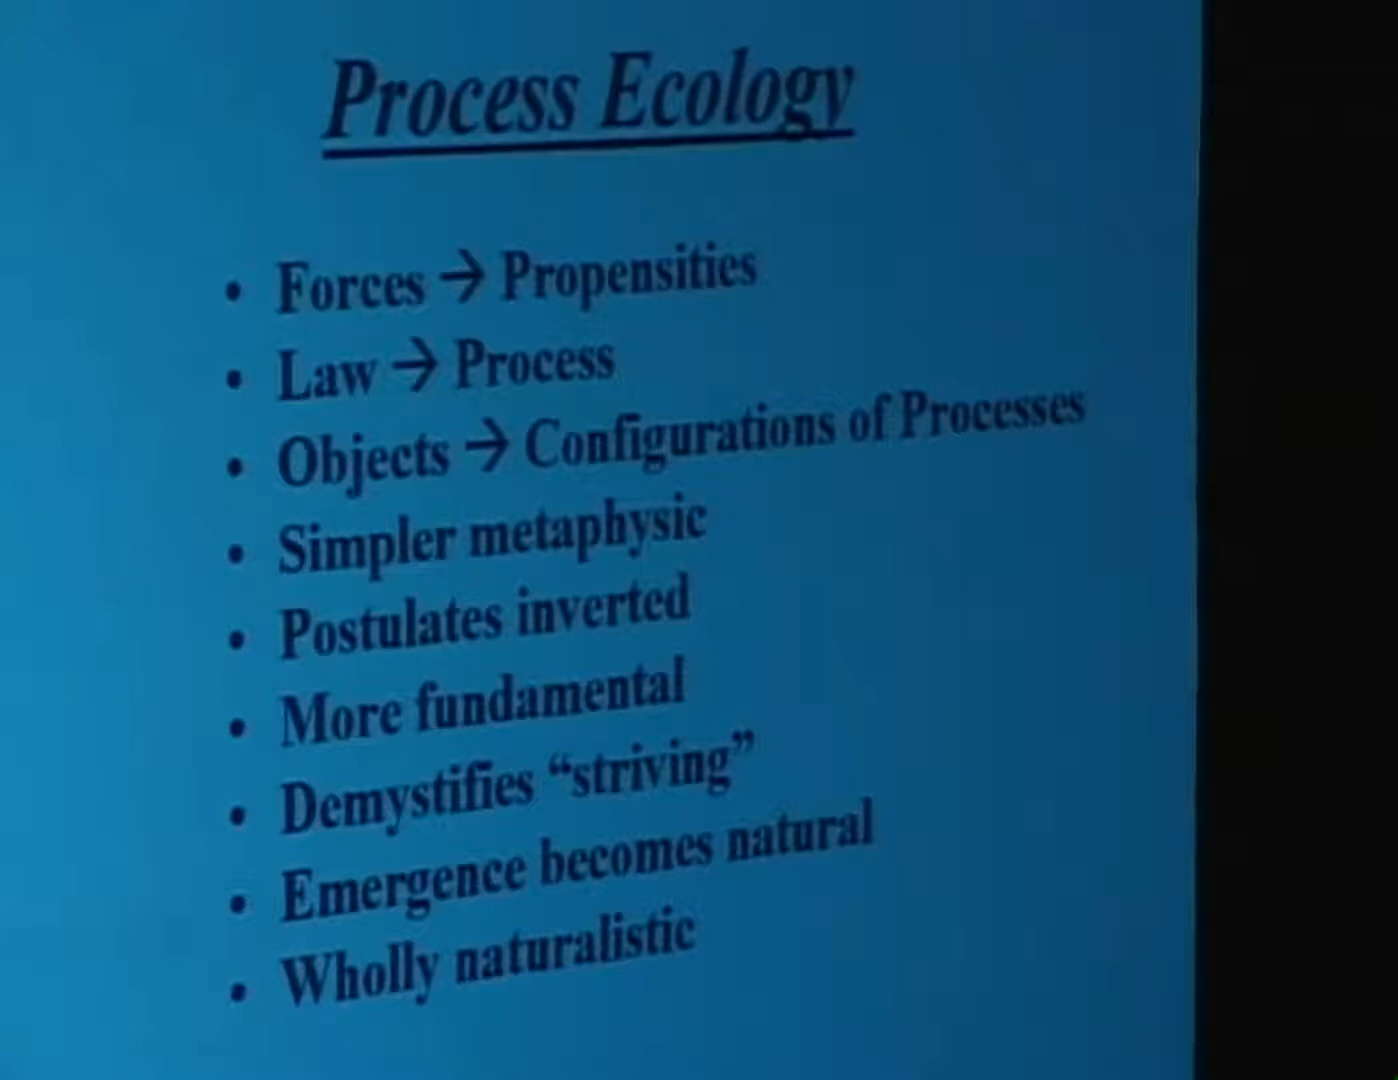 Process Ecology
• Forces → Propensities
• Law → Process
• Objects → Configurations of Processes
• Simpler metaphysic
• Postulates inverted
• More fundamental
• Demystifies “striving”
• Emergence becomes natural
• Wholly naturalistic